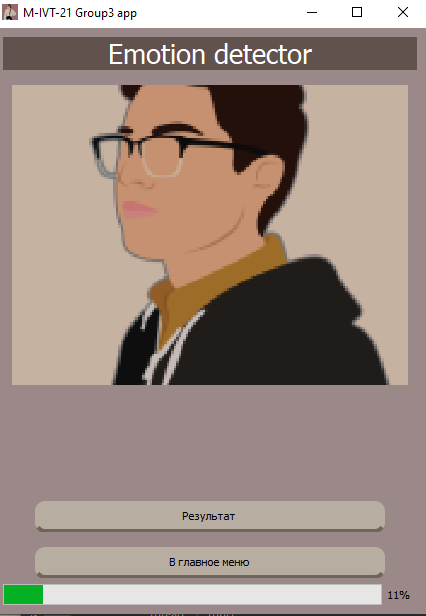 M-IVT-21 Group3 app
Emotion detector
Результат
В главное меню
11%